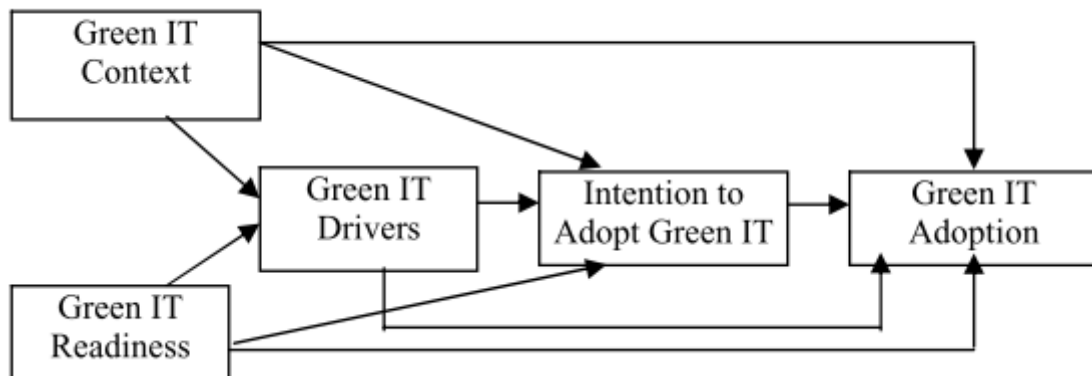 Green IT
Context
Green IT
Drivers
Intention to
Adopt Green IT
Green IT
Adoption
Green IT
Readiness